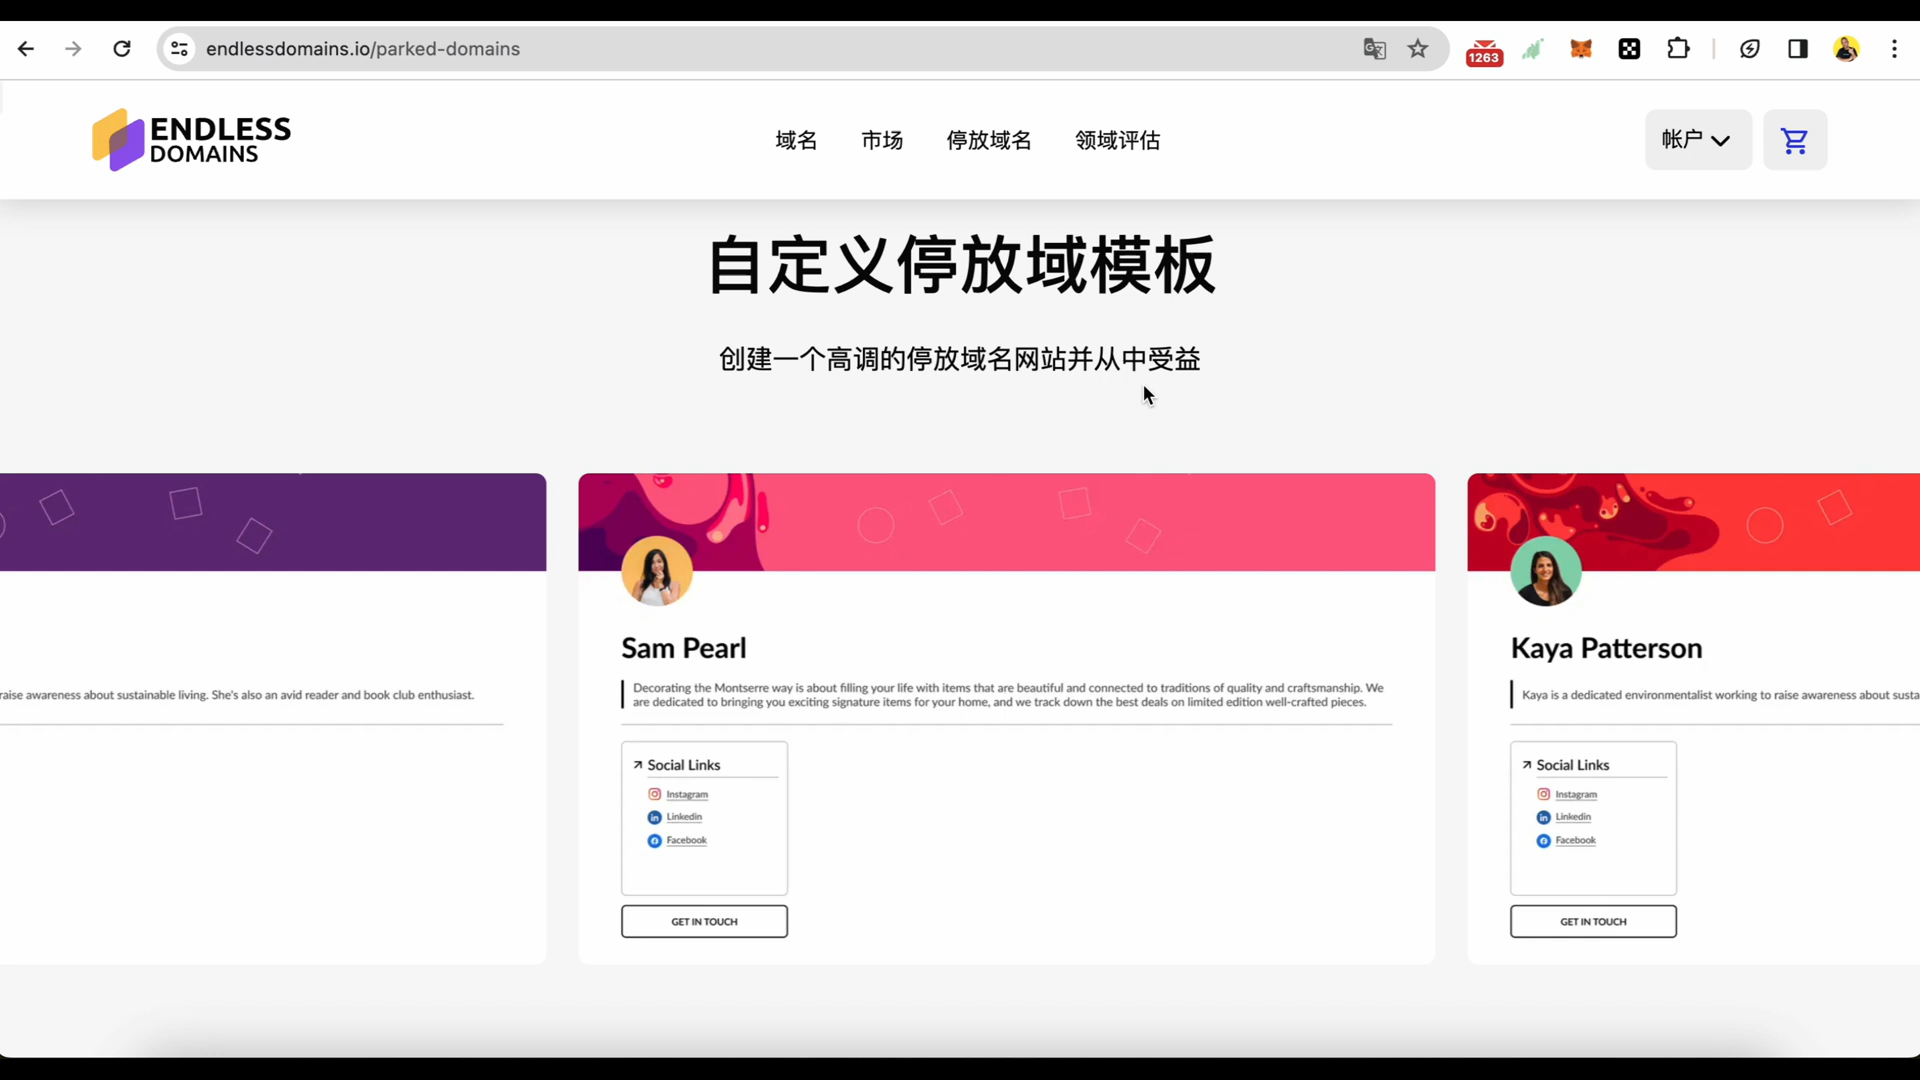 endlessdomains.io/parked-domains
1263
ENDLESS
DOMAINS
域名
市场
停放域名
领域评估
帐户
自定义停放域模板
创建一个高调的停放域名网站并从中受益
raise awareness about sustainable living. She's also an avid reader and book club enthusiast.
Sam Pearl
Decorating the Montserre way is about filling your life with items that are beautiful and connected to traditions of quality and craftsmanship. We
are dedicated to bringing you exciting signature items for your home, and we track down the best deals on limited edition well-crafted pieces.
Social Links
Instagram
Linkedin
Facebook
GET IN TOUCH
Kaya Patterson
Kaya is a dedicated environmentalist working to raise awareness about susta
Social Links
Instagram
Linkedin
Facebook
GET IN TOUCH